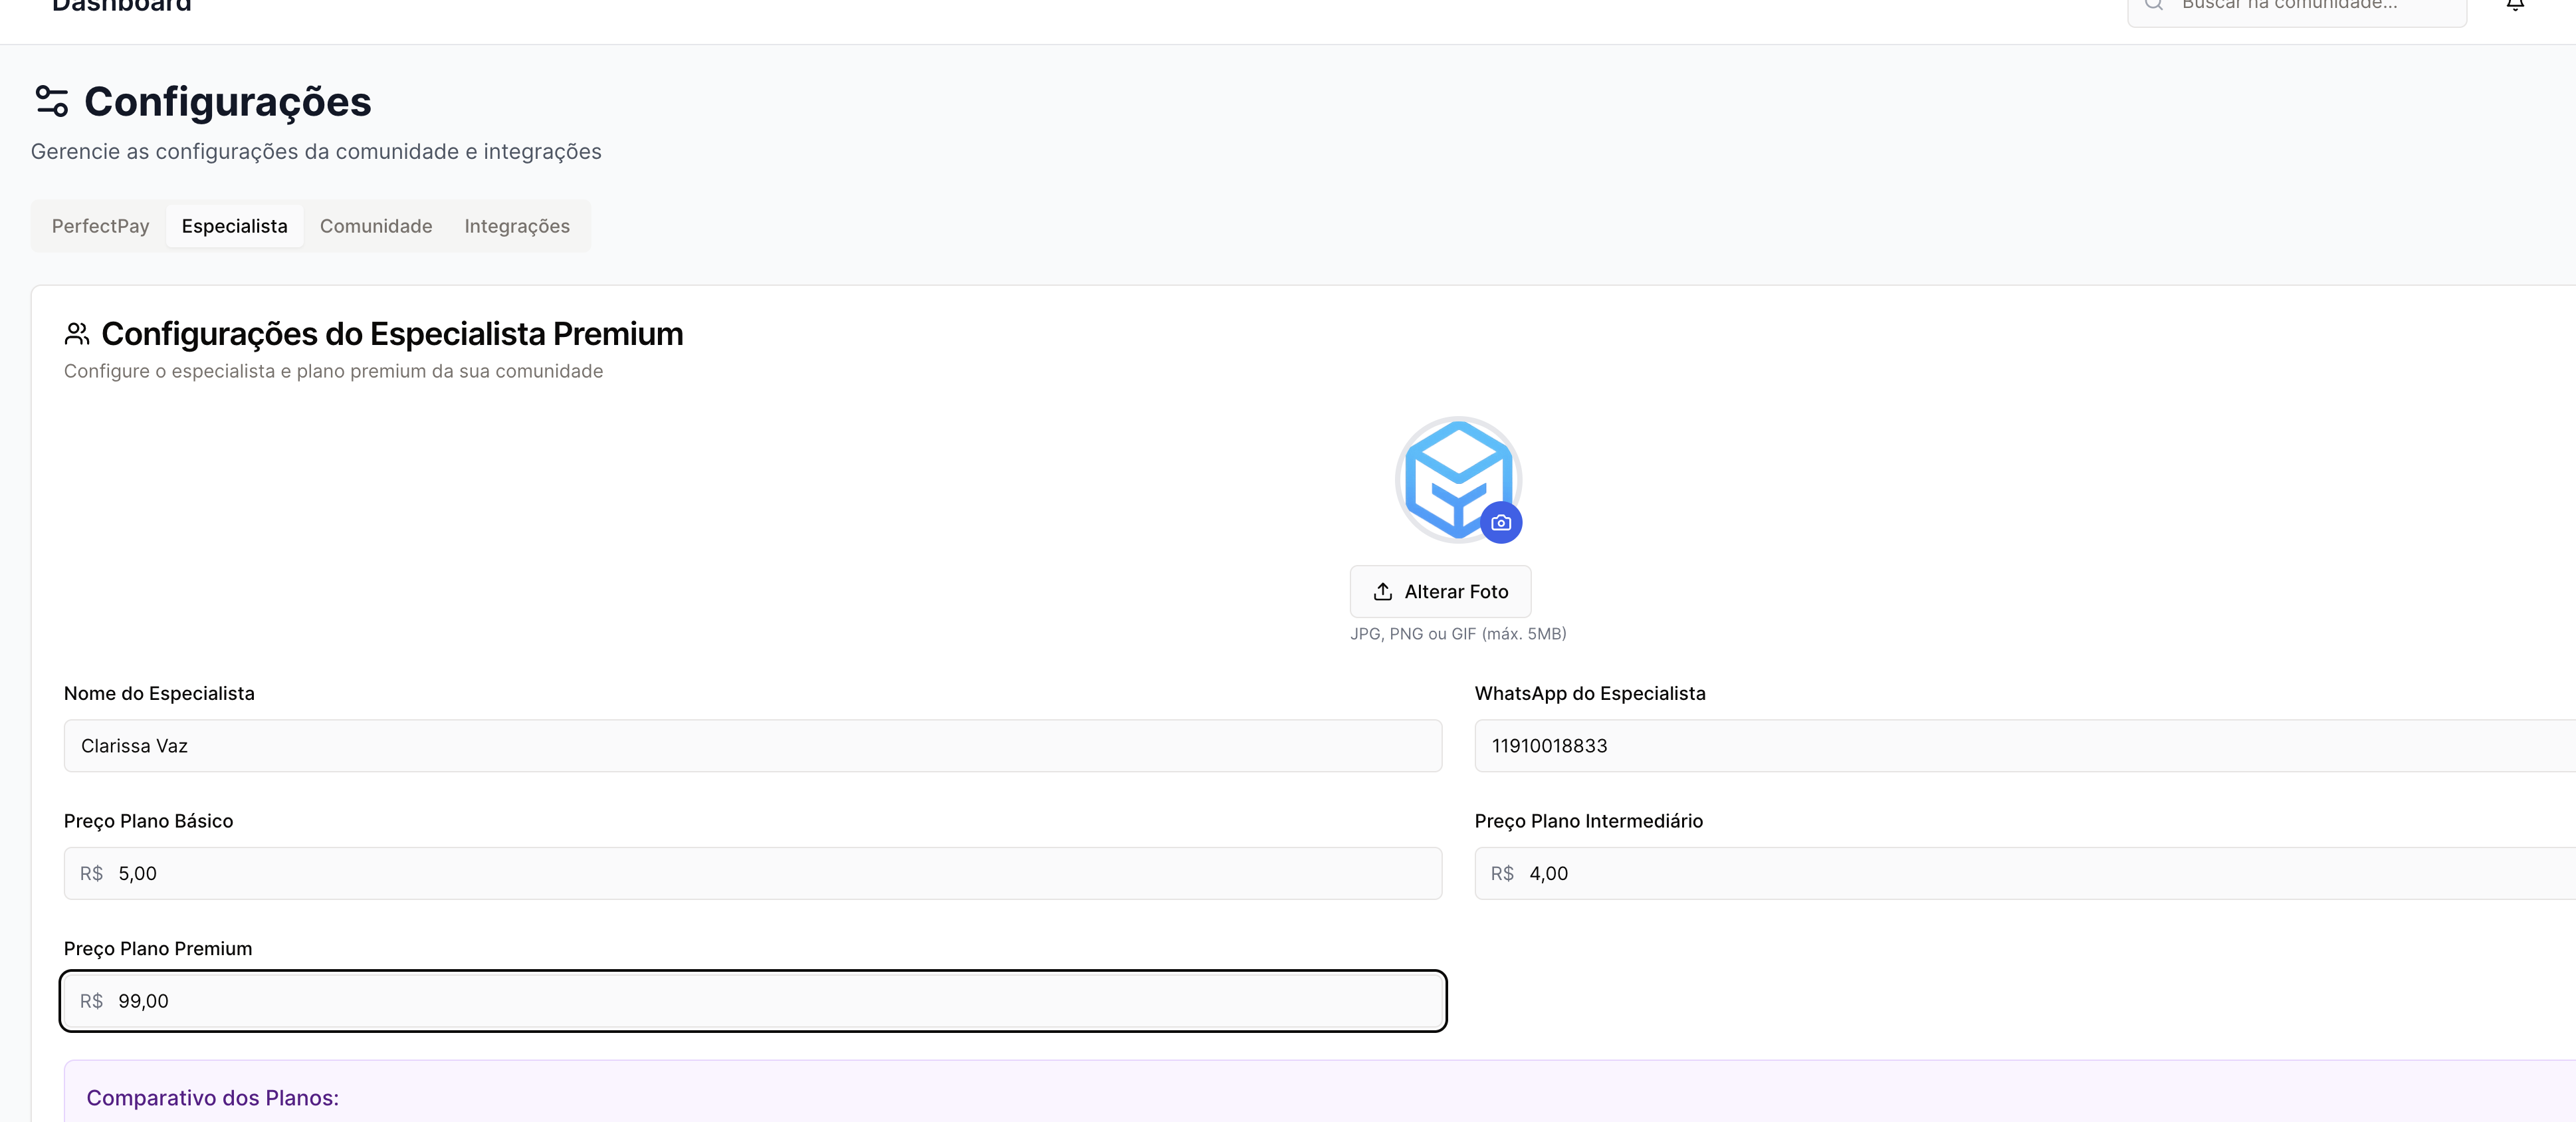 Dashboard
Buscar na comunidade...
Configurações
Gerencie as configurações da comunidade e integrações
PerfectPay
Especialista
Comunidade
Integrações
Configurações do Especialista Premium
Configure o especialista e plano premium da sua comunidade
Alterar Foto
JPG, PNG ou GIF (máx. 5MB)
Nome do Especialista
Clarissa Vaz
WhatsApp do Especialista
11910018833
Preço Plano Básico
R$ 5,00
Preço Plano Intermediário
R$ 4,00
Preço Plano Premium
R$ 99,00
Comparativo dos Planos: